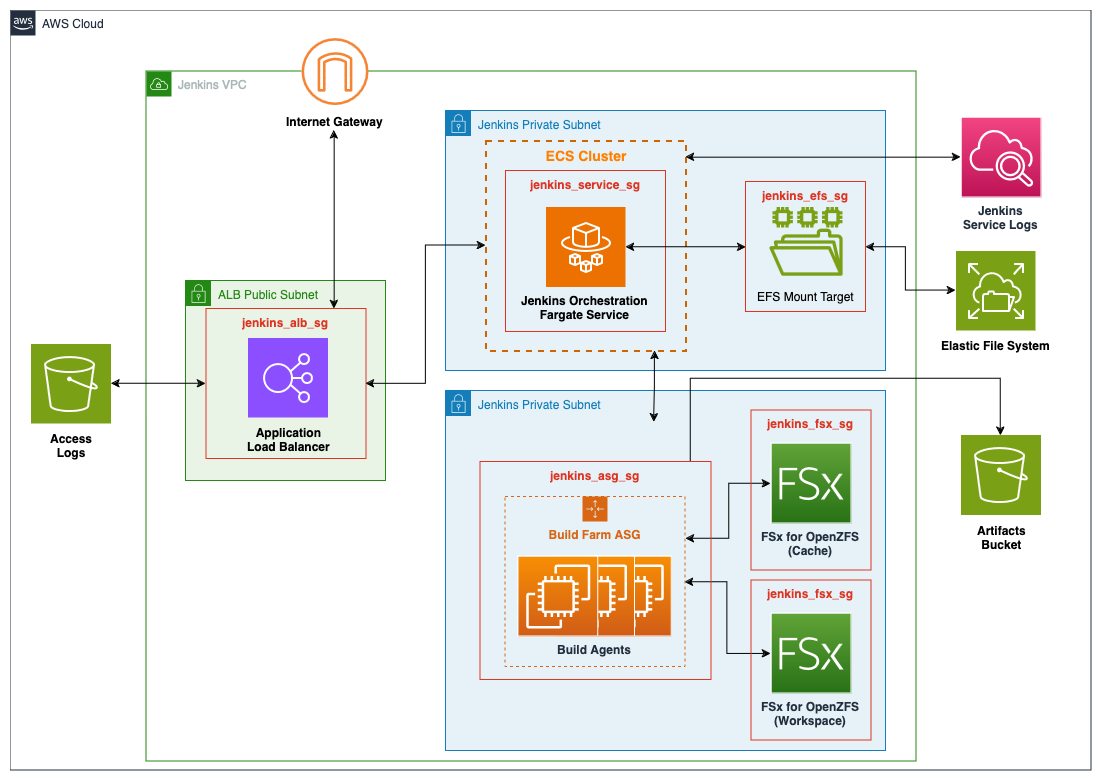 aws
AWS Cloud
Jenkins VPC
Internet Gateway
Jenkins Private Subnet
ECS Cluster
jenkins_service_sg
Jenkins Orchestration
Fargate Service
jenkins_efs_sg
EFS Mount Target
Jenkins
Service Logs
Elastic File System
ALB Public Subnet
jenkins_alb_sg
Application
Load Balancer
Access
Logs
Jenkins Private Subnet
jenkins_asg_sg
Build Farm ASG
Build Agents
jenkins_fsx_sg
FSx
FSx for OpenZFS
(Cache)
jenkins_fsx_sg
FSx
FSx for OpenZFS
(Workspace)
Artifacts
Bucket